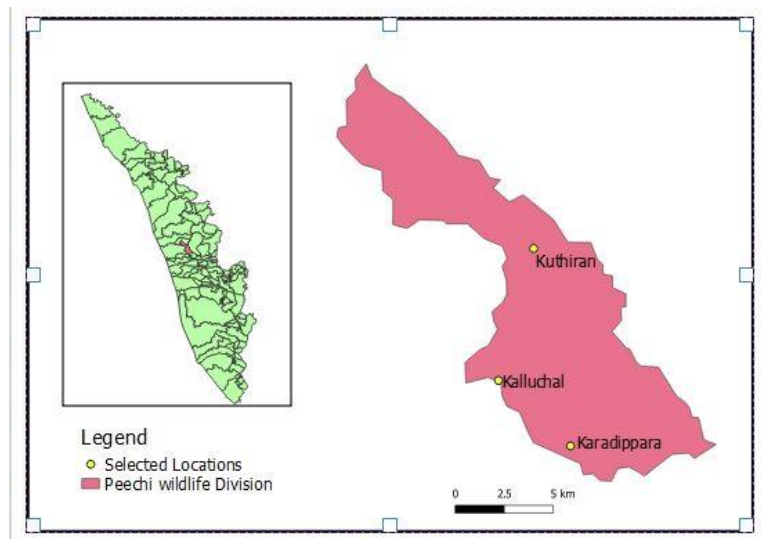 Kuthiran
Kalluchal
Karadippara
Legend
Selected Locations
Peechi wildlife Division
0 2.5 5 km